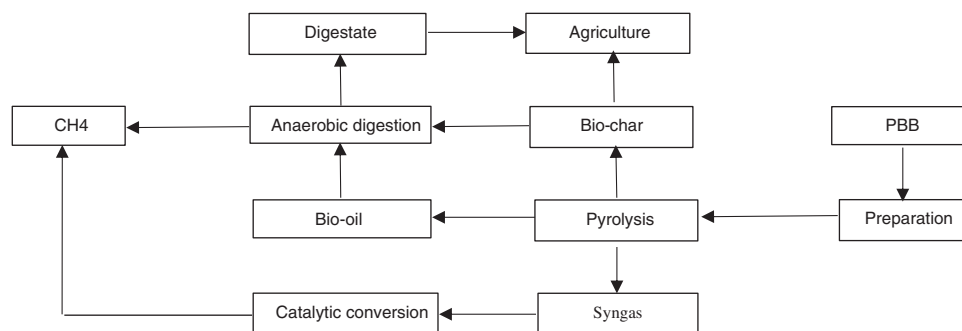 Digestate
Agriculture
CH4
Anaerobic digestion
Bio-char
PBB
Bio-oil
Pyrolysis
Preparation
Catalytic conversion
Syngas